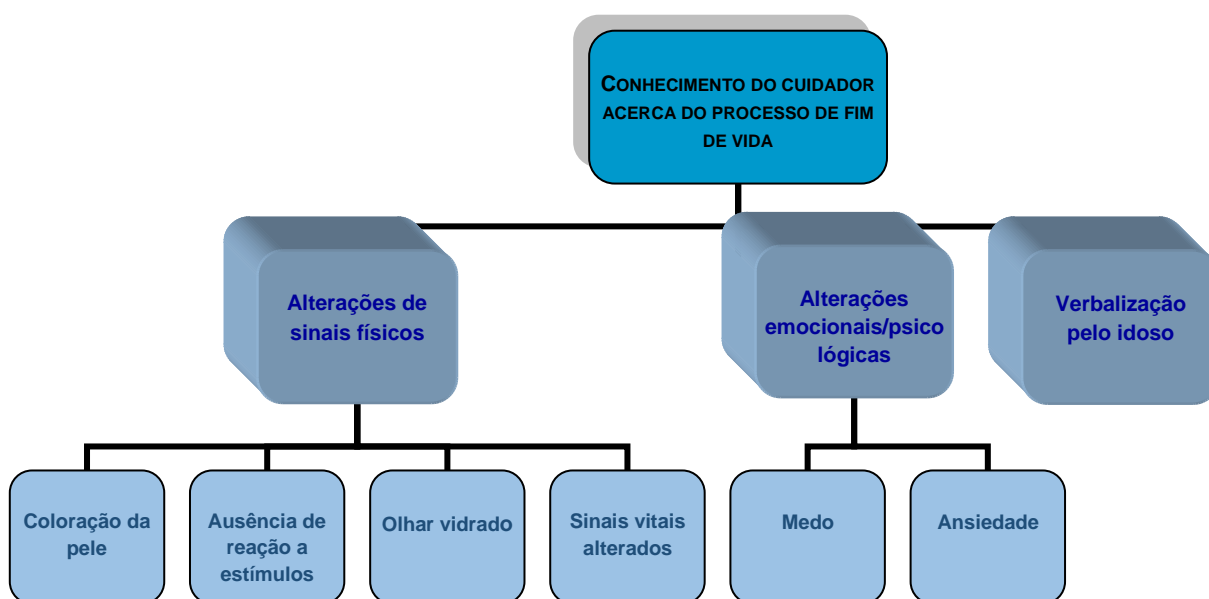 CONHECIMENTO DO CUIDADOR
ACERCA DO PROCESSO DE FIM
DE VIDA
Alterações de
sinais físicos
Alterações
emocionais/psico
lógicas
Verbalização
pelo idoso
Coloração da
pele
Ausência de
reação a
estímulos
Olhar vidrado
Sinais vitais
alterados
Medo
Ansiedade